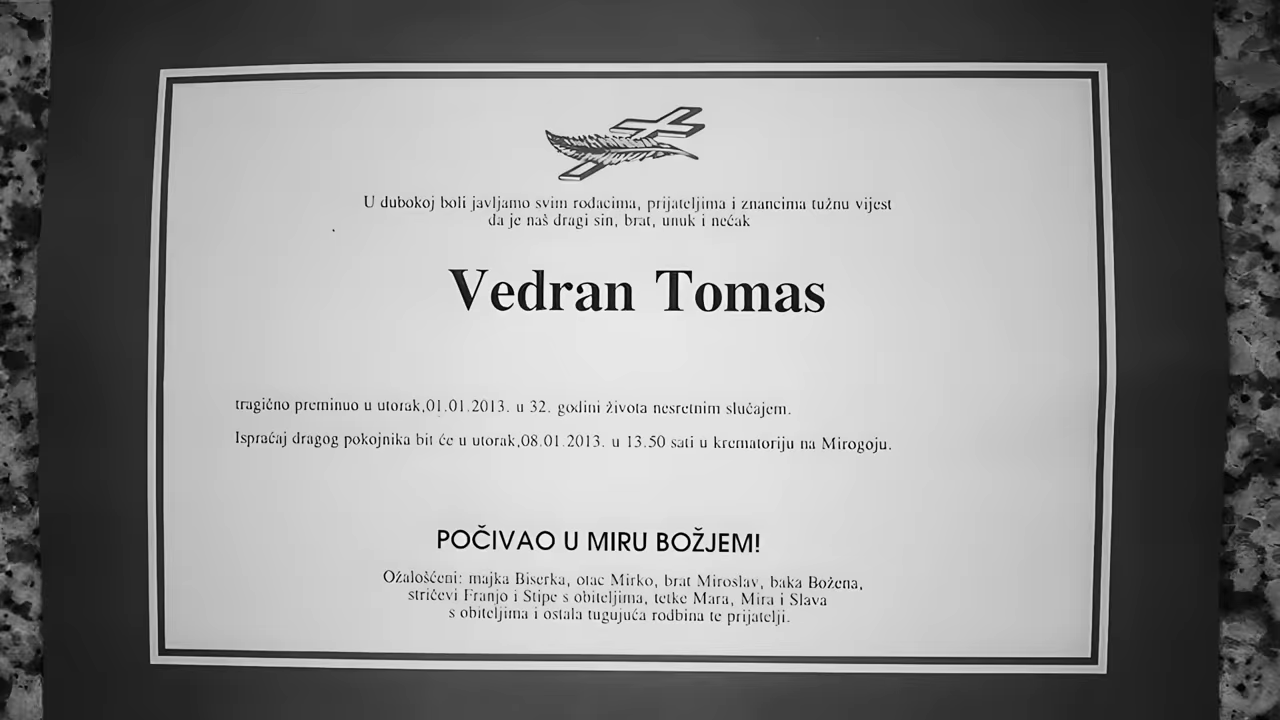 U dubokoj boli javljamo svim rođacima, prijateljima i znancima tužnu vijest
da je naš dragi sin, brat, unuk i nećak
Vedran Tomas
tragično preminuo u utorak,01.01.2013. u 32. godini života nesretnim slučajem.
Ispraćaj dragog pokojnika bit će u utorak,08.01.2013. u 13.50 sati u krematoriju na Mirogoju.
POČIVAO U MIRU BOŽJEM!
Ožalošćeni: majka Biserka, otac Mirko, brat Miroslav, baka Božena,
stričevi Franjo i Stipe s obiteljima, tetke Mara, Mira i Slava
s obiteljima i ostala tugujuća rodbina te prijatelji.